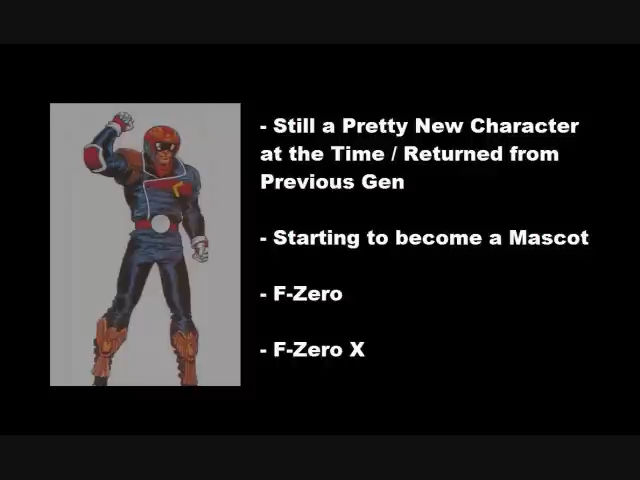 - Still a Pretty New Character
at the Time / Returned from
Previous Gen
- Starting to become a Mascot
- F-Zero
- F-Zero X